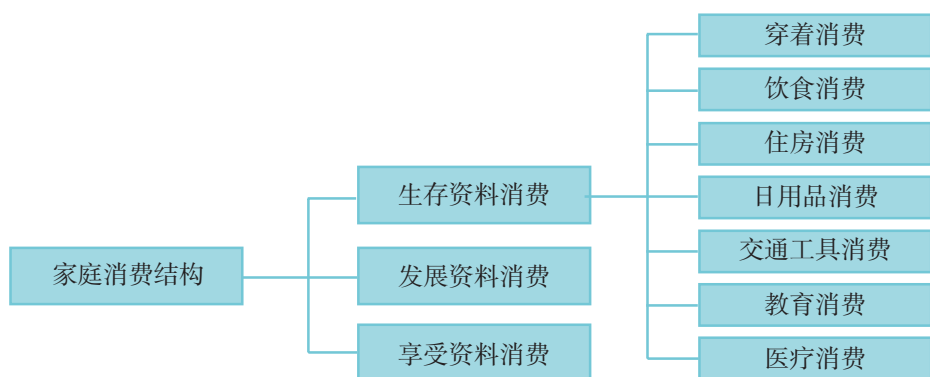 家庭消费结构
生存资料消费
发展资料消费
享受资料消费
穿着消费
饮食消费
住房消费
日用品消费
交通工具消费
教育消费
医疗消费